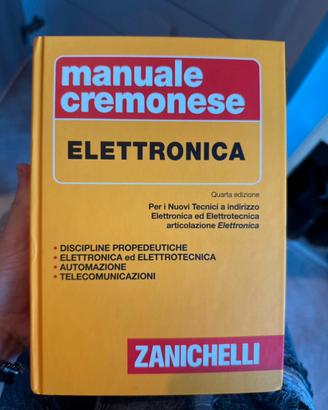 manuale
cremonese
ELETTRONICA
Quarta edizione
Per i Nuovi Tecnici a indirizzo
Elettronica ed Elettrotecnica
articolazione Elettronica
• DISCIPLINE PROPEDEUTICHE
• ELETTRONICA ed ELETTROTECNICA
• AUTOMAZIONE
• TELECOMUNICAZIONI
ZANICHELLI